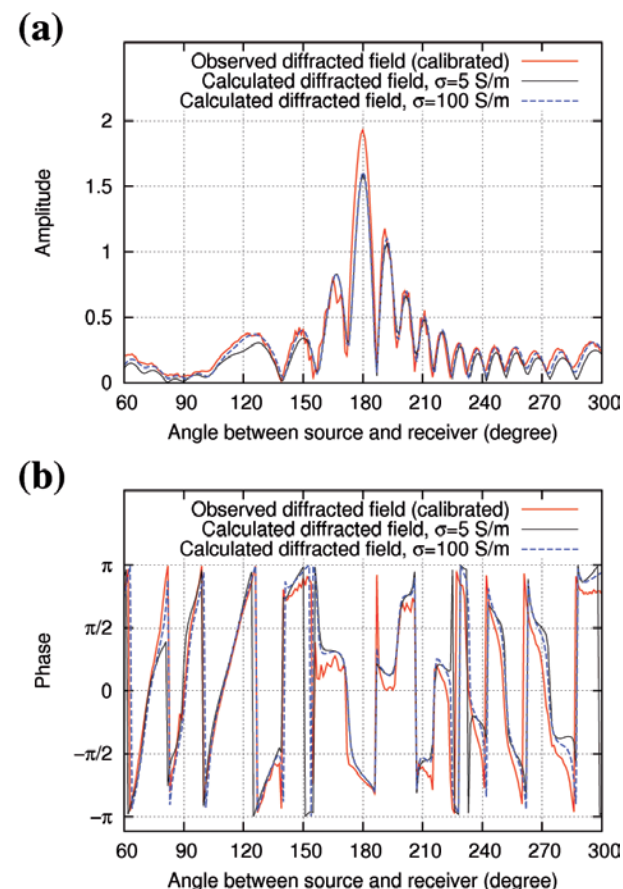 (a)
Observed diffracted field (calibrated)
Calculated diffracted field, σ=5 S/m
Calculated diffracted field, σ=100 S/m
2
1.5
1
0.5
0
Amplitude
60 90 120 150 180 210 240 270 300
Angle between source and receiver (degree)
(b)
Observed diffracted field (calibrated)
Calculated diffracted field, σ=5 S/m
Calculated diffracted field, σ=100 S/m
π
π/2
0
−π/2
−π
Phase
60 90 120 150 180 210 240 270 300
Angle between source and receiver (degree)